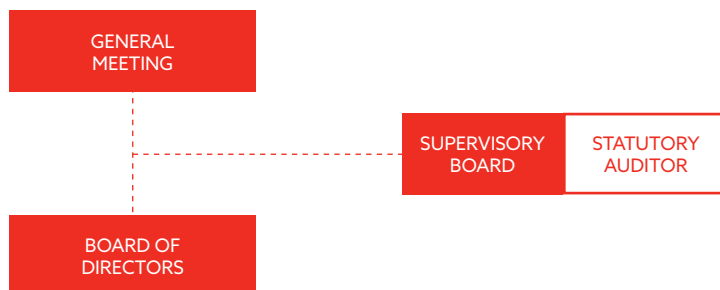 GENERAL
MEETING
SUPERVISORY
BOARD
STATUTORY
AUDITOR
BOARD OF
DIRECTORS